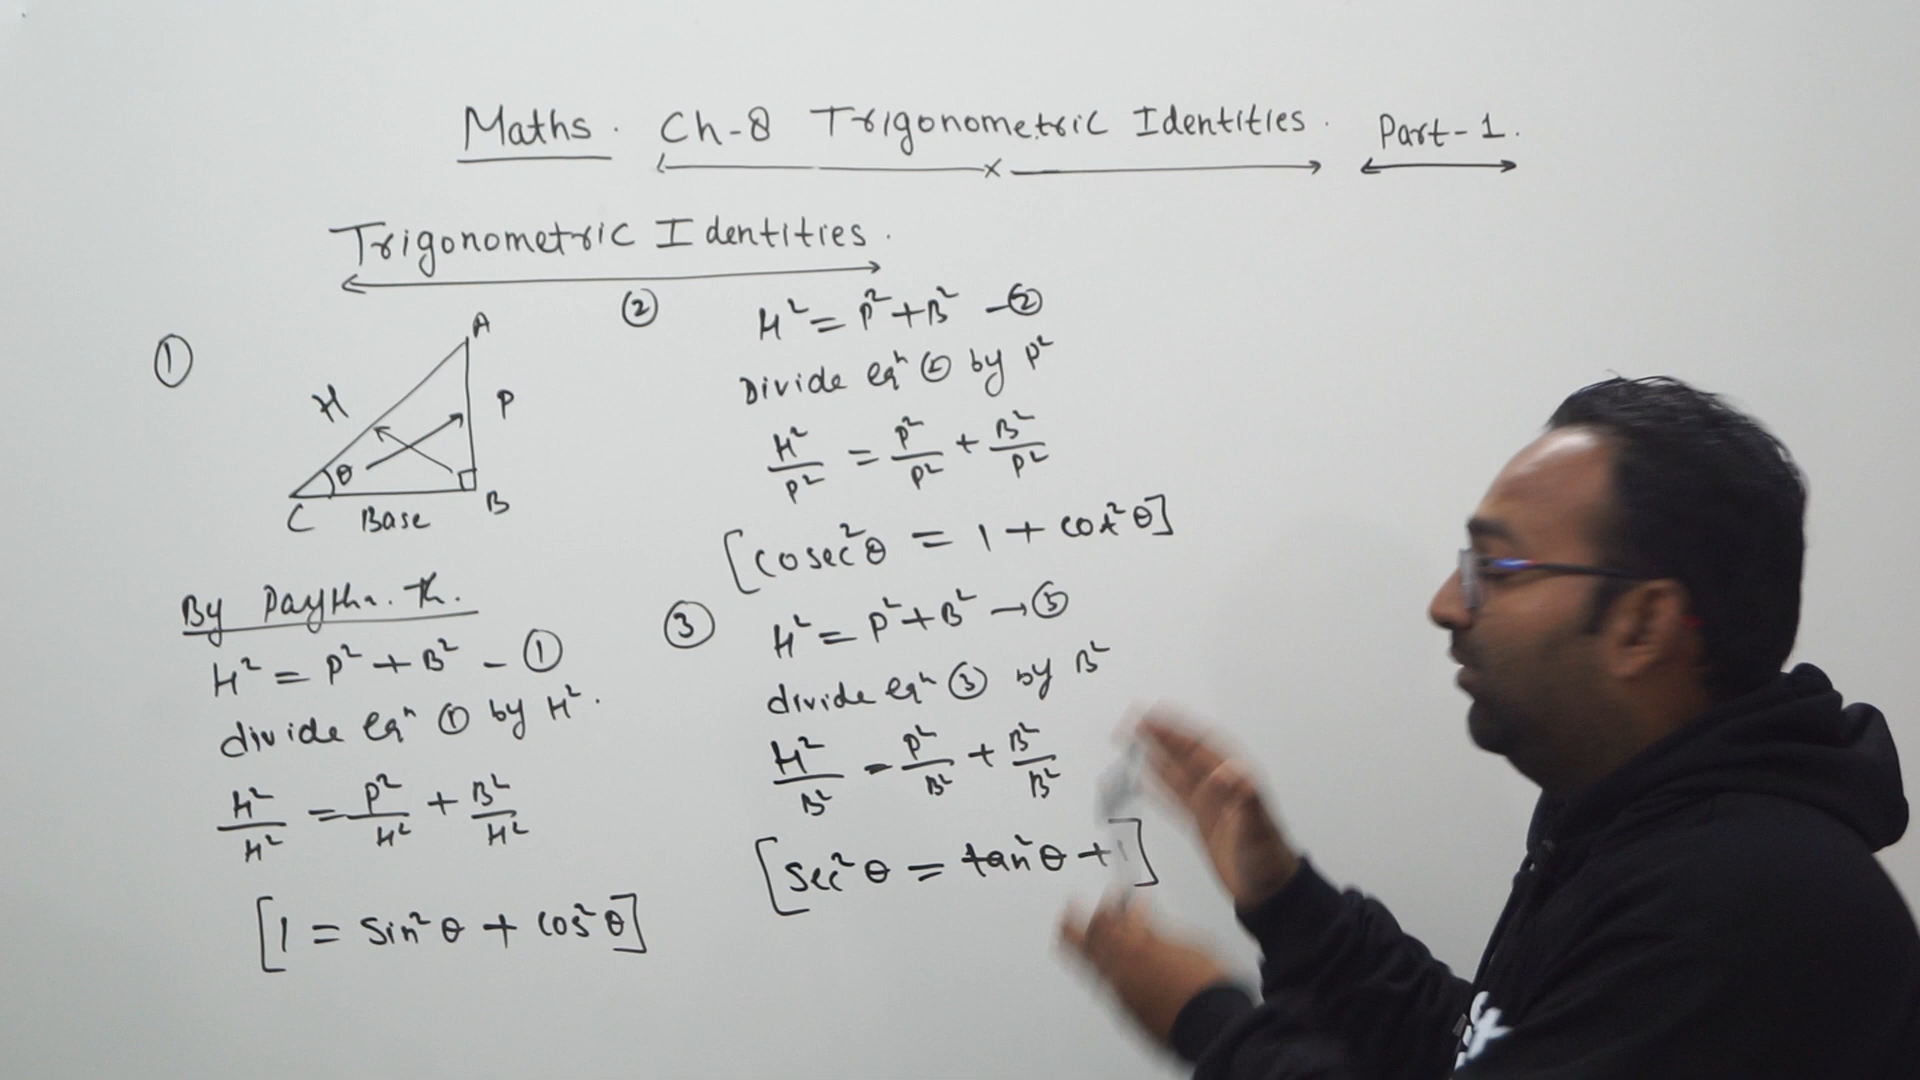 Maths. Ch-8 Trigonometric Identities. Part-1.
Trigonometric Identities.
①
A
H
P
θ
C Base B
By Paytha. Th.
H² = P² + B² - ①
divide eqⁿ ① by H².
H²/H² = P²/H² + B²/H²
[1 = Sin²θ + Cos²θ]
②
H² = P² + B² - ②
Divide eqⁿ ② by P²
H²/P² = P²/P² + B²/P²
[Cosec²θ = 1 + Cot²θ]
③
H² = P² + B² → ③
divide eqⁿ ③ by B²
H²/B² = P²/B² + B²/B²
[Sec²θ = tan²θ + 1]